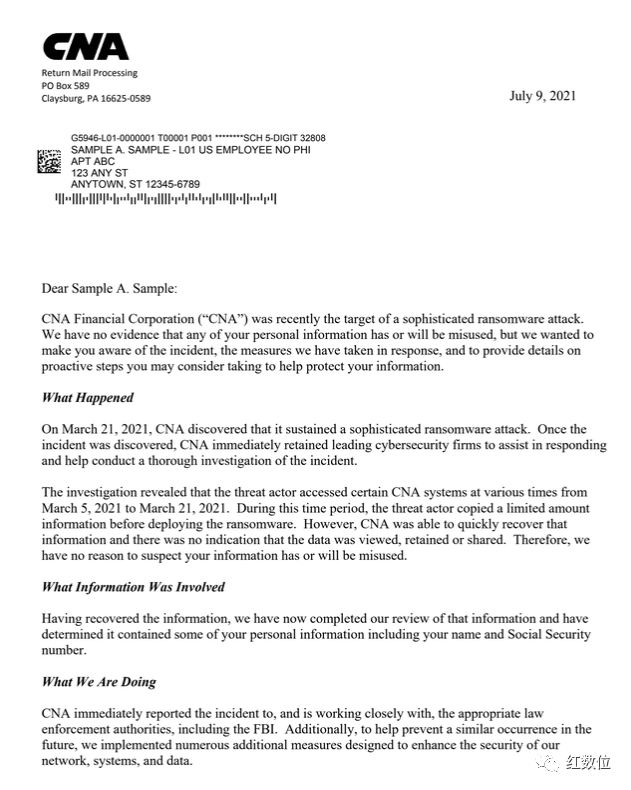 CNA
Return Mail Processing
PO Box 589
Claysburg, PA 16625-0589
July 9, 2021
G5946-L01-0000001 T00001 P001 ********SCH 5-DIGIT 32808
SAMPLE A. SAMPLE - L01 US EMPLOYEE NO PHI
APT ABC
123 ANY ST
ANYTOWN, ST 12345-6789
Dear Sample A. Sample:
CNA Financial Corporation (“CNA”) was recently the target of a sophisticated ransomware attack.
We have no evidence that any of your personal information has or will be misused, but we wanted to
make you aware of the incident, the measures we have taken in response, and to provide details on
proactive steps you may consider taking to help protect your information.
What Happened
On March 21, 2021, CNA discovered that it sustained a sophisticated ransomware attack. Once the
incident was discovered, CNA immediately retained leading cybersecurity firms to assist in responding
and help conduct a thorough investigation of the incident.
The investigation revealed that the threat actor accessed certain CNA systems at various times from
March 5, 2021 to March 21, 2021. During this time period, the threat actor copied a limited amount
information before deploying the ransomware. However, CNA was able to quickly recover that
information and there was no indication that the data was viewed, retained or shared. Therefore, we
have no reason to suspect your information has or will be misused.
What Information Was Involved
Having recovered the information, we have now completed our review of that information and have
determined it contained some of your personal information including your name and Social Security
number.
What We Are Doing
CNA immediately reported the incident to, and is working closely with, the appropriate law
enforcement authorities, including the FBI. Additionally, to help prevent a similar occurrence in the
future, we implemented numerous additional measures designed to enhance the security of our
network, systems, and data.
红数位